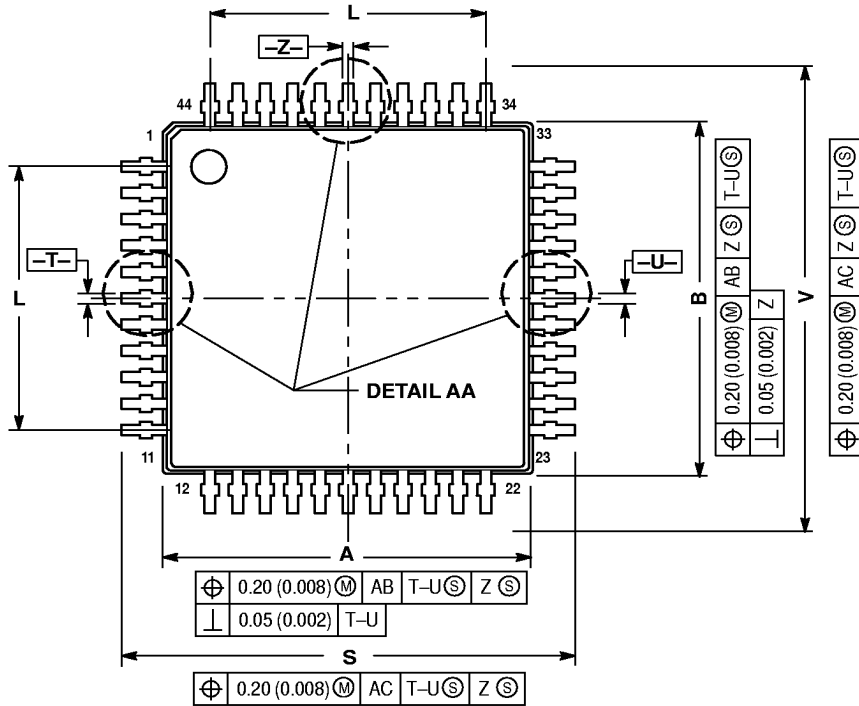 L
–Z–
44
34
1
33
–T–
–U–
L
B
V
⌖ 0.20 (0.008) Ⓜ AB Z Ⓢ T–U Ⓢ
⊥ 0.05 (0.002) Z
⌖ 0.20 (0.008) Ⓜ AC Z Ⓢ T–U Ⓢ
DETAIL AA
11
23
12
22
A
⌖ 0.20 (0.008) Ⓜ AB T–U Ⓢ Z Ⓢ
⊥ 0.05 (0.002) T–U
S
⌖ 0.20 (0.008) Ⓜ AC T–U Ⓢ Z Ⓢ